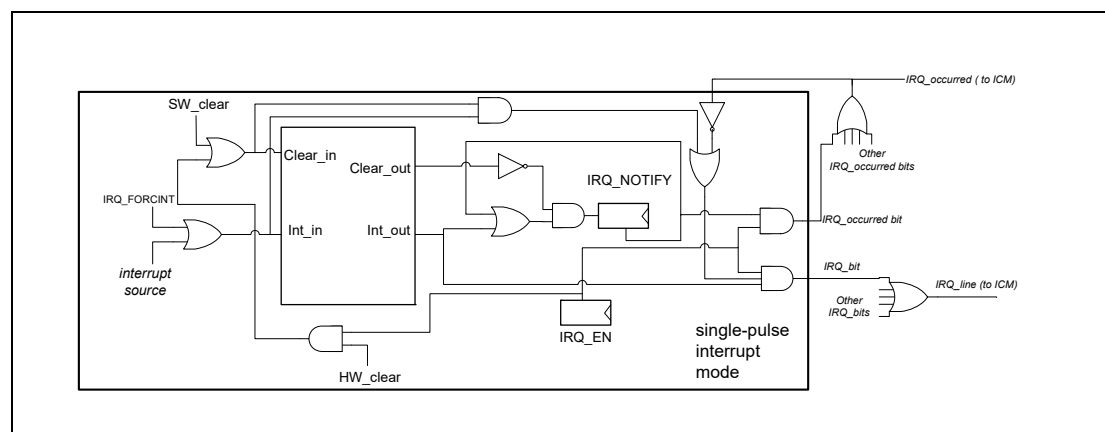 IRQ_occurred ( to ICM)
SW_clear
Other
IRQ_occurred bits
Clear_in
Clear_out
IRQ_NOTIFY
IRQ_FORCINT
IRQ_occurred bit
Int_in
Int_out
interrupt
source
IRQ_bit
IRQ_line (to ICM)
Other
IRQ_bits
IRQ_EN
single-pulse
interrupt
mode
HW_clear